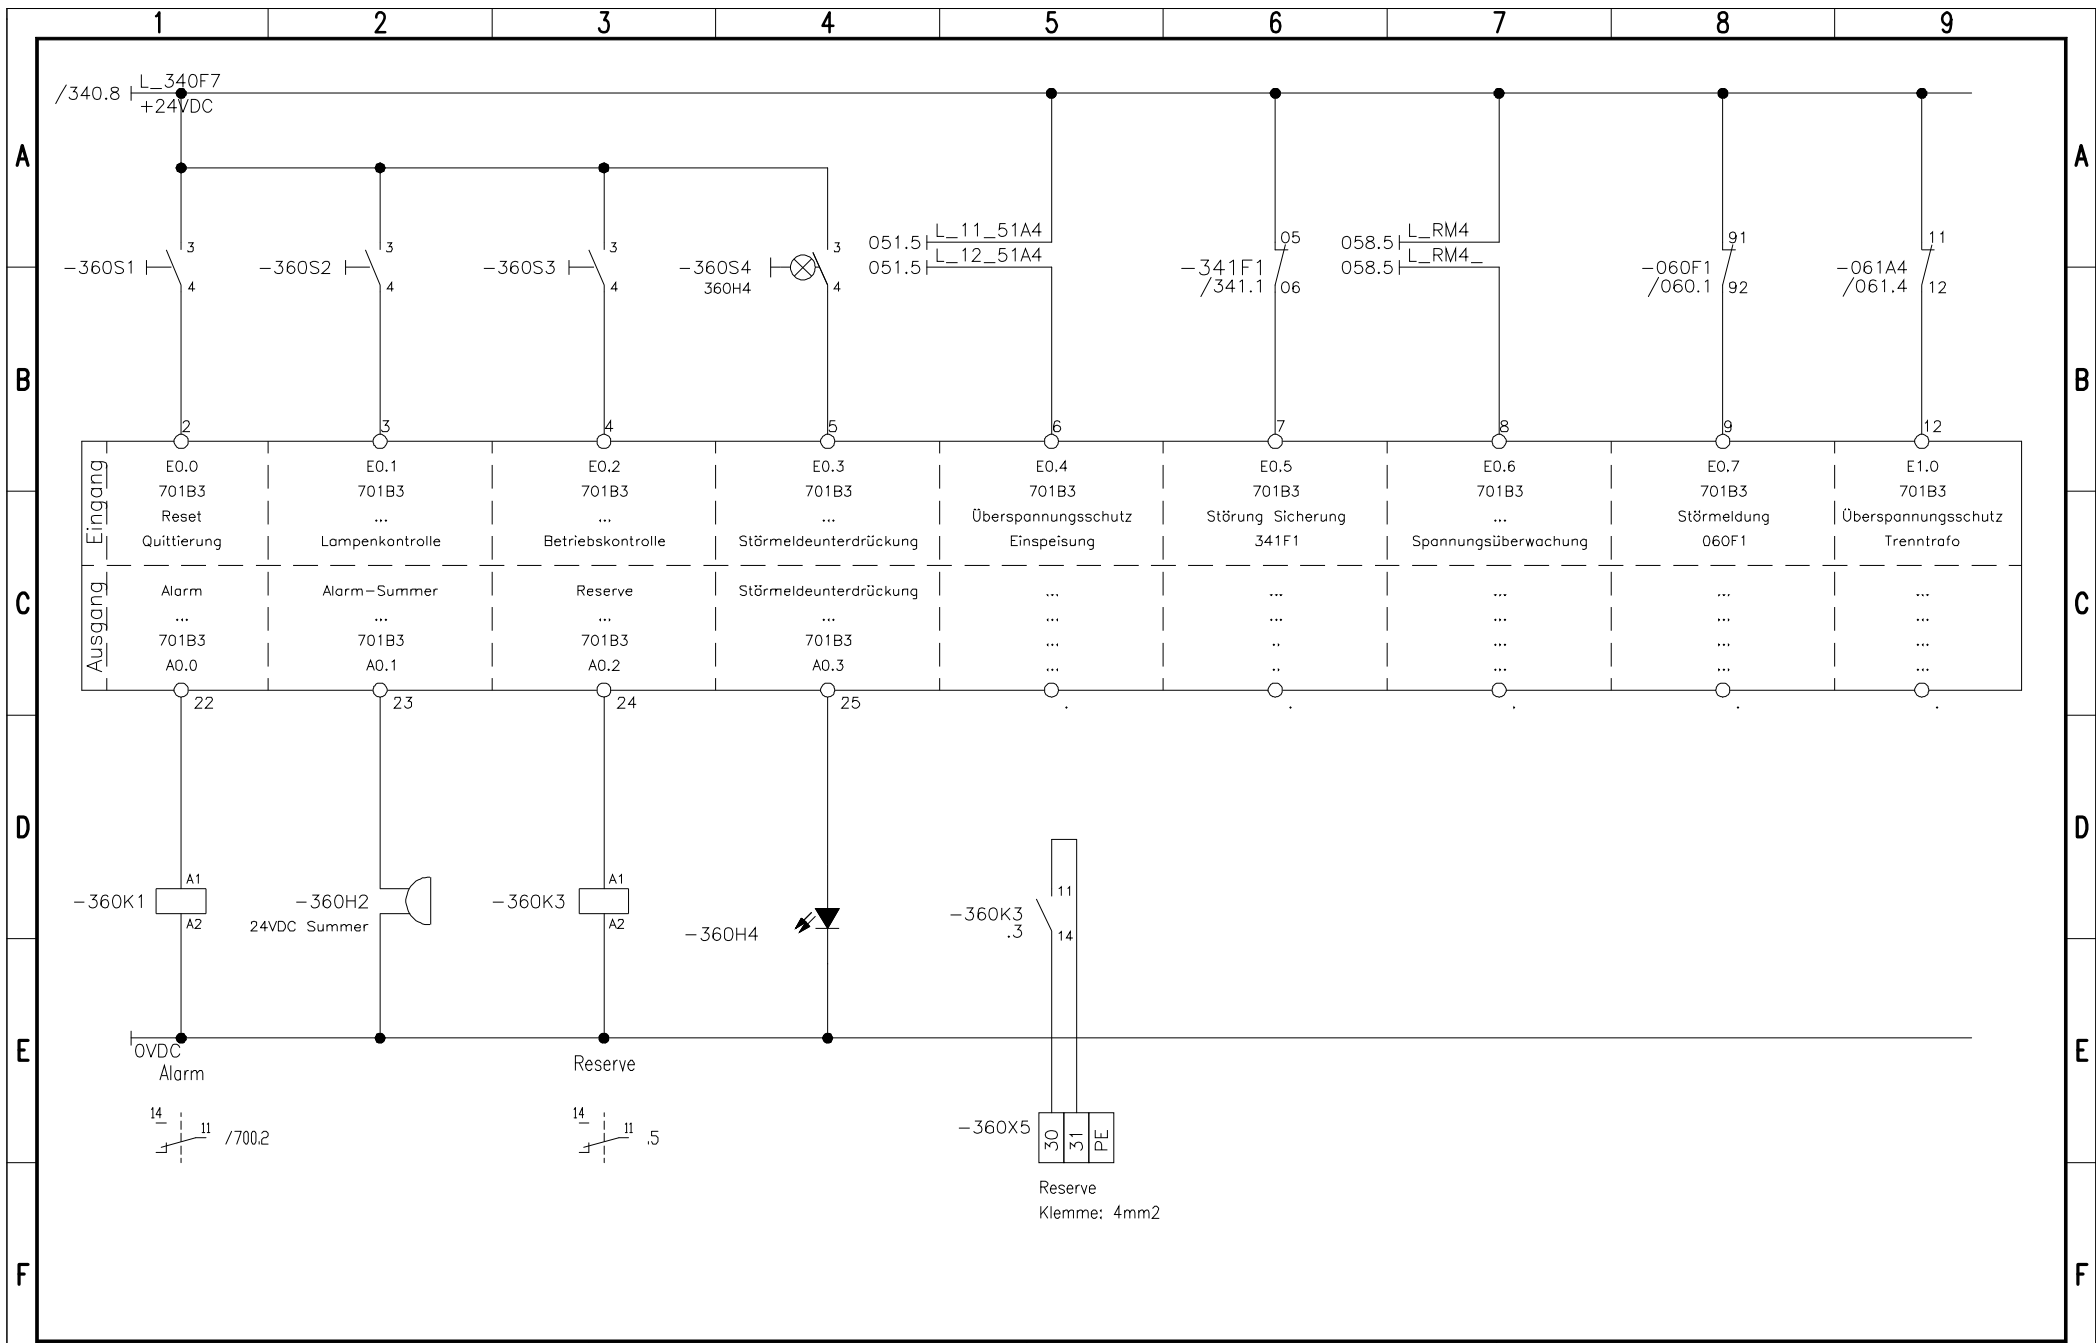 1 2 3 4 5 6 7 8 9
L_340F7
/340.8
+24VDC
A A
L_11_51A4 L_RM4
3 3 3 3 051.5 05 058.5 91 11
L_12_51A4 L_RM4_
-360S1 -360S2 -360S3 -360S4 051.5 -341F1 058.5 -060F1 -061A4
4 4 4 360H4 4 /341.1 06 /060.1 92 /061.4 12
B B
2 3 4 5 6 7 8 9 12
Eingang
E0.0 E0.1 E0.2 E0.3 E0.4 E0.5 E0.6 E0.7 E1.0
701B3 701B3 701B3 701B3 701B3 701B3 701B3 701B3 701B3
Reset ... ... ... Überspannungsschutz Störung Sicherung ... Störmeldung Überspannungsschutz
Quittierung Lampenkontrolle Betriebskontrolle Störmeldeunterdrückung Einspeisung 341F1 Spannungsüberwachung 060F1 Trenntrafo
Ausgang
Alarm Alarm-Summer Reserve Störmeldeunterdrückung ... ... ... ... ...
C C
... ... ... ... ... ... ... ... ...
701B3 701B3 701B3 701B3 ... .. ... ... ...
A0.0 A0.1 A0.2 A0.3 ... .. ... ... ...
22 23 24 25 . . . . .
D D
A1 A1 11
-360K1 -360H2 -360K3 -360K3
A2 24VDC Summer A2 -360H4 .3 14
E E
0VDC
Alarm Reserve
14 14
11 /700.2 11 .5 -360X5 30 31 PE
Reserve
Klemme: 4mm2
F F